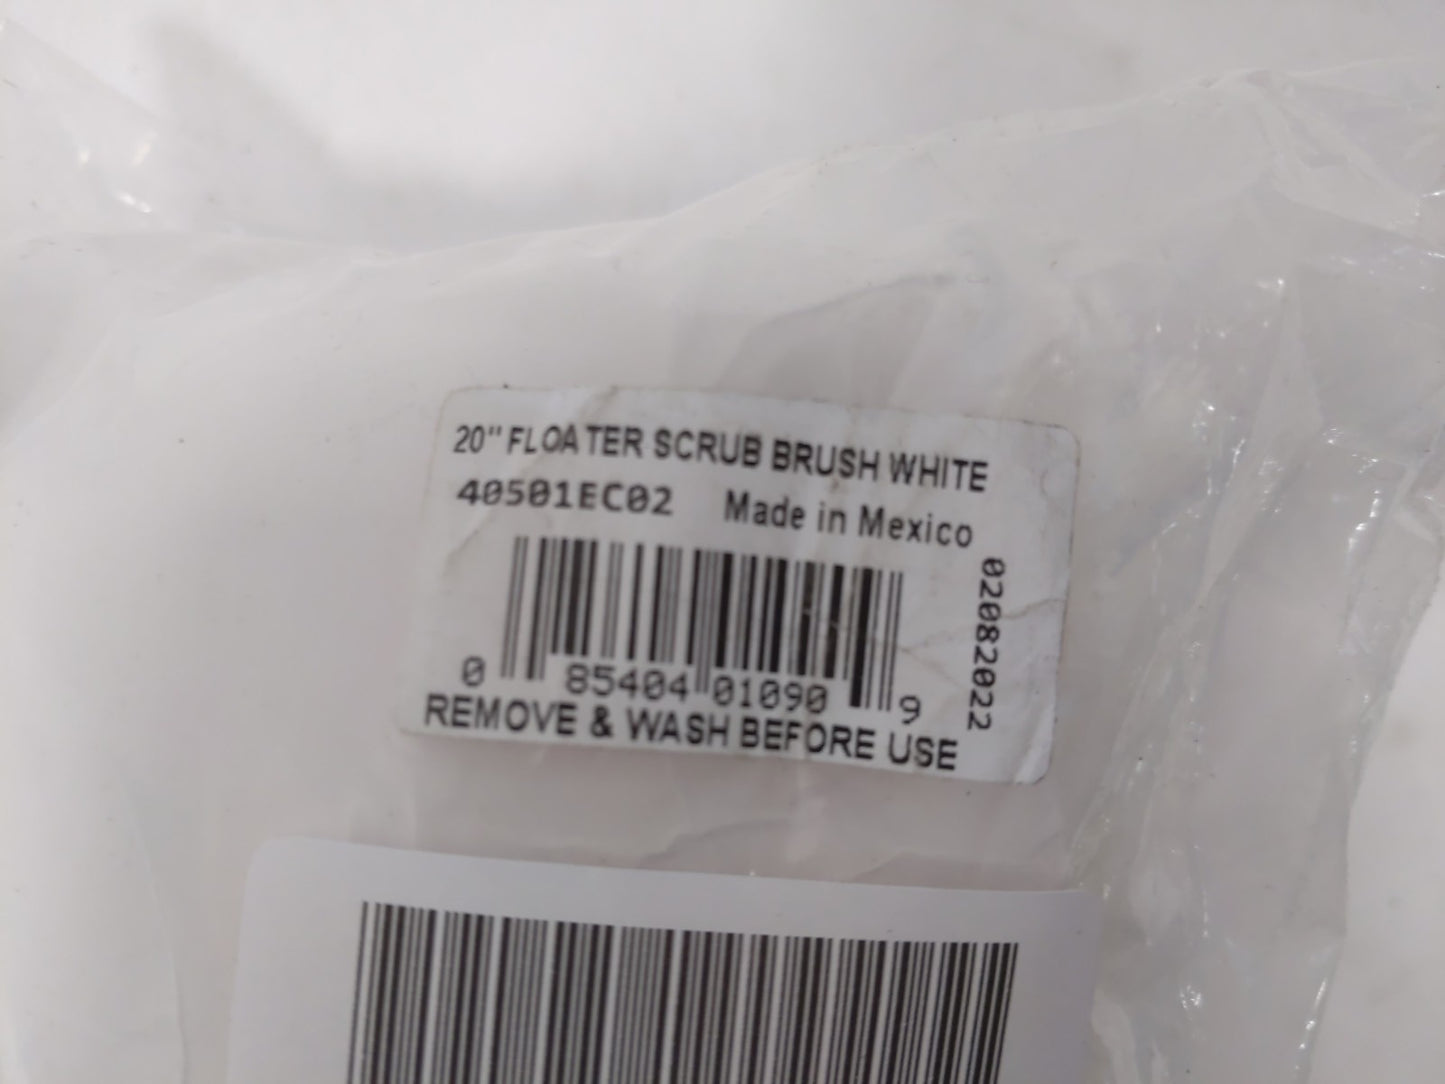 20" FLOATER SCRUB BRUSH WHITE
40501EC02 Made in Mexico
02082022
0 85404 01090 9
REMOVE & WASH BEFORE USE